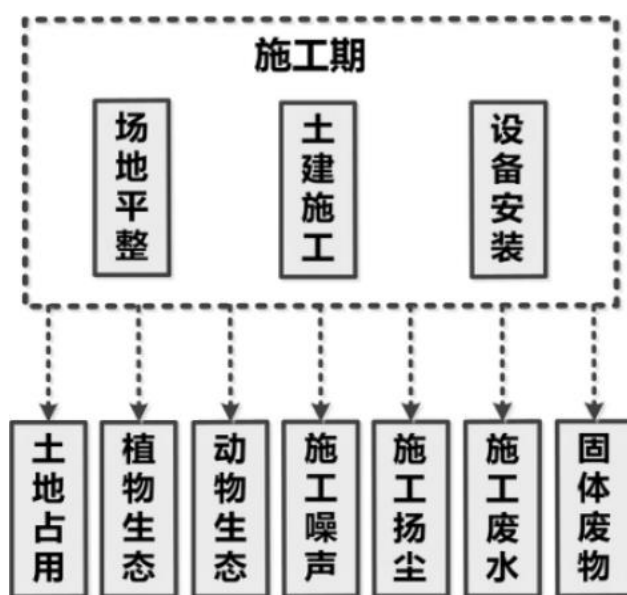 施工期
场地平整
土建施工
设备安装
土地占用
植物生态
动物生态
施工噪声
施工扬尘
施工废水
固体废物